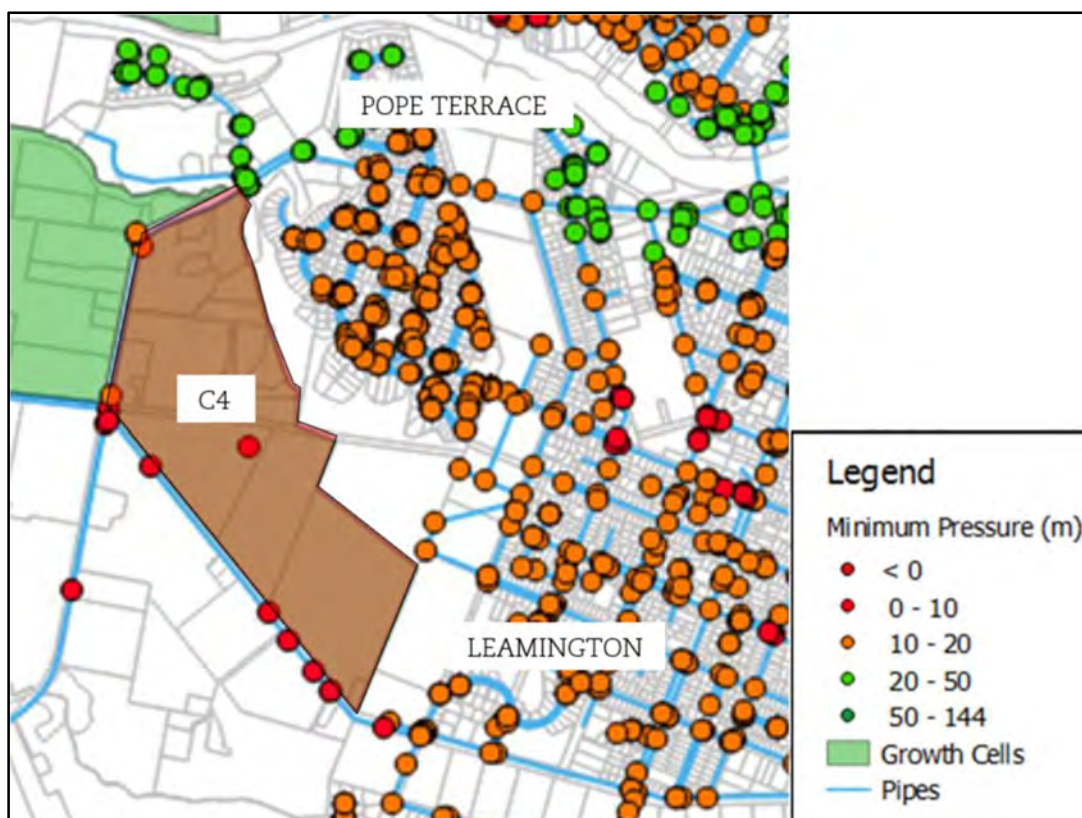 POPE TERRACE
C4
LEAMINGTON
Legend
Minimum Pressure (m)
< 0
0 - 10
10 - 20
20 - 50
50 - 144
Growth Cells
Pipes